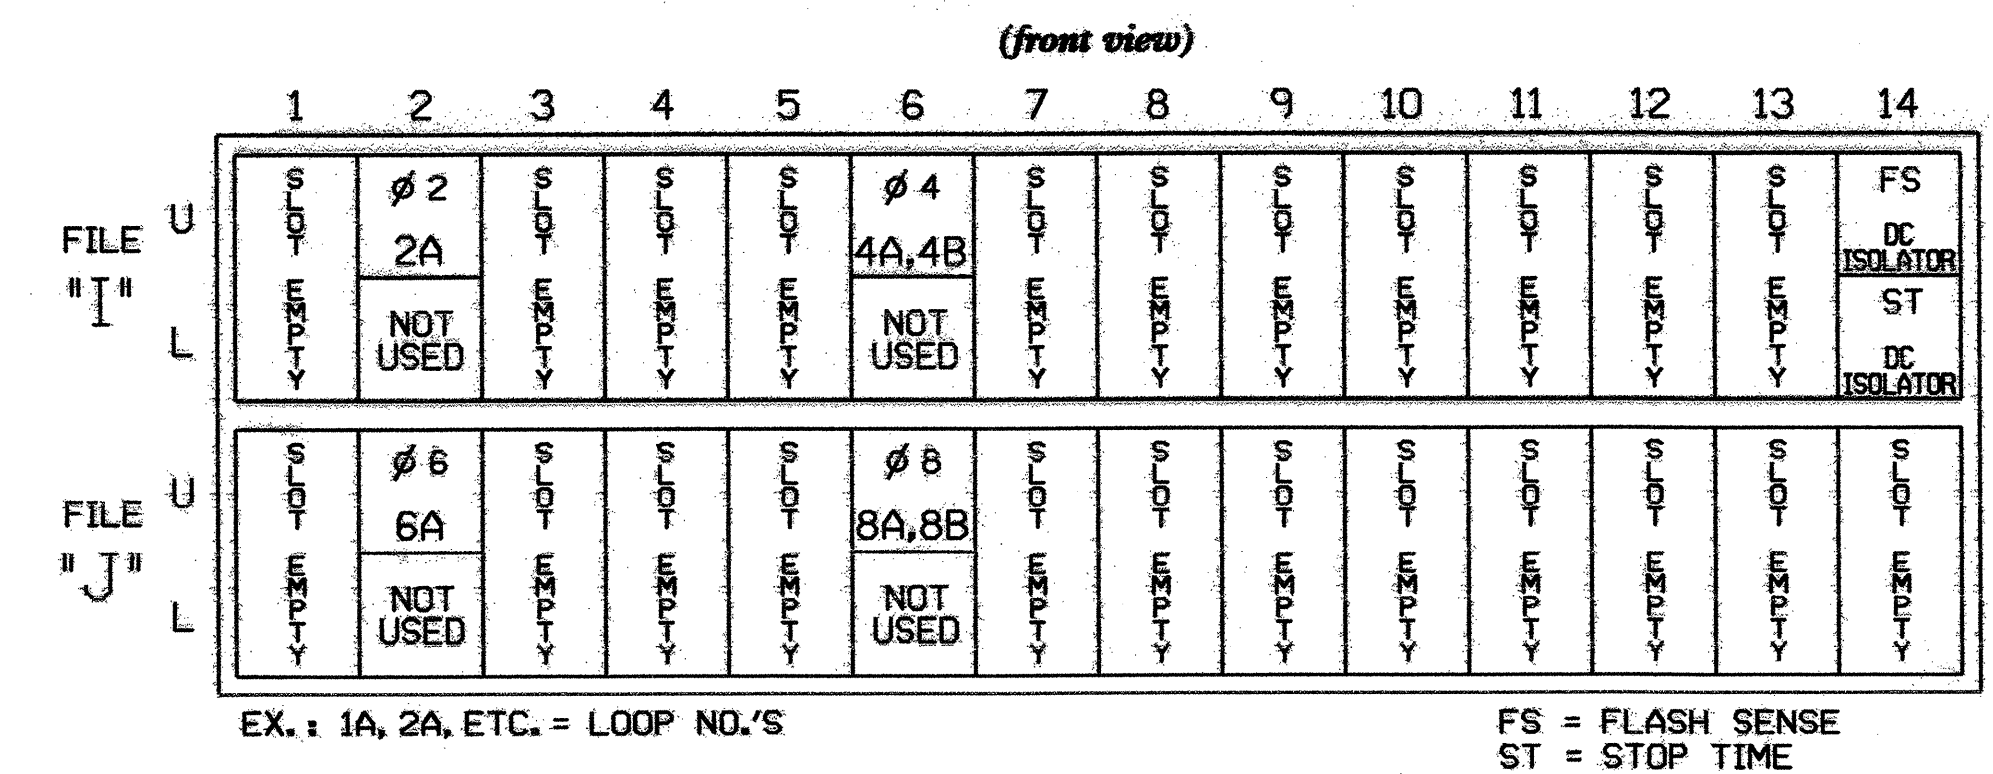 (front view)
1 2 3 4 5 6 7 8 9 10 11 12 13 14
FILE "I"
U
L
SLOT EMPTY
Ø 2
2A
NOT USED
SLOT EMPTY
SLOT EMPTY
SLOT EMPTY
Ø 4
4A,4B
NOT USED
SLOT EMPTY
SLOT EMPTY
SLOT EMPTY
SLOT EMPTY
SLOT EMPTY
SLOT EMPTY
SLOT EMPTY
FS
DC
ISOLATOR
ST
DC
ISOLATOR
FILE "J"
U
L
SLOT EMPTY
Ø 6
6A
NOT USED
SLOT EMPTY
SLOT EMPTY
SLOT EMPTY
Ø 8
8A,8B
NOT USED
SLOT EMPTY
SLOT EMPTY
SLOT EMPTY
SLOT EMPTY
SLOT EMPTY
SLOT EMPTY
SLOT EMPTY
SLOT EMPTY
EX.: 1A, 2A, ETC. = LOOP NO.'S
FS = FLASH SENSE
ST = STOP TIME